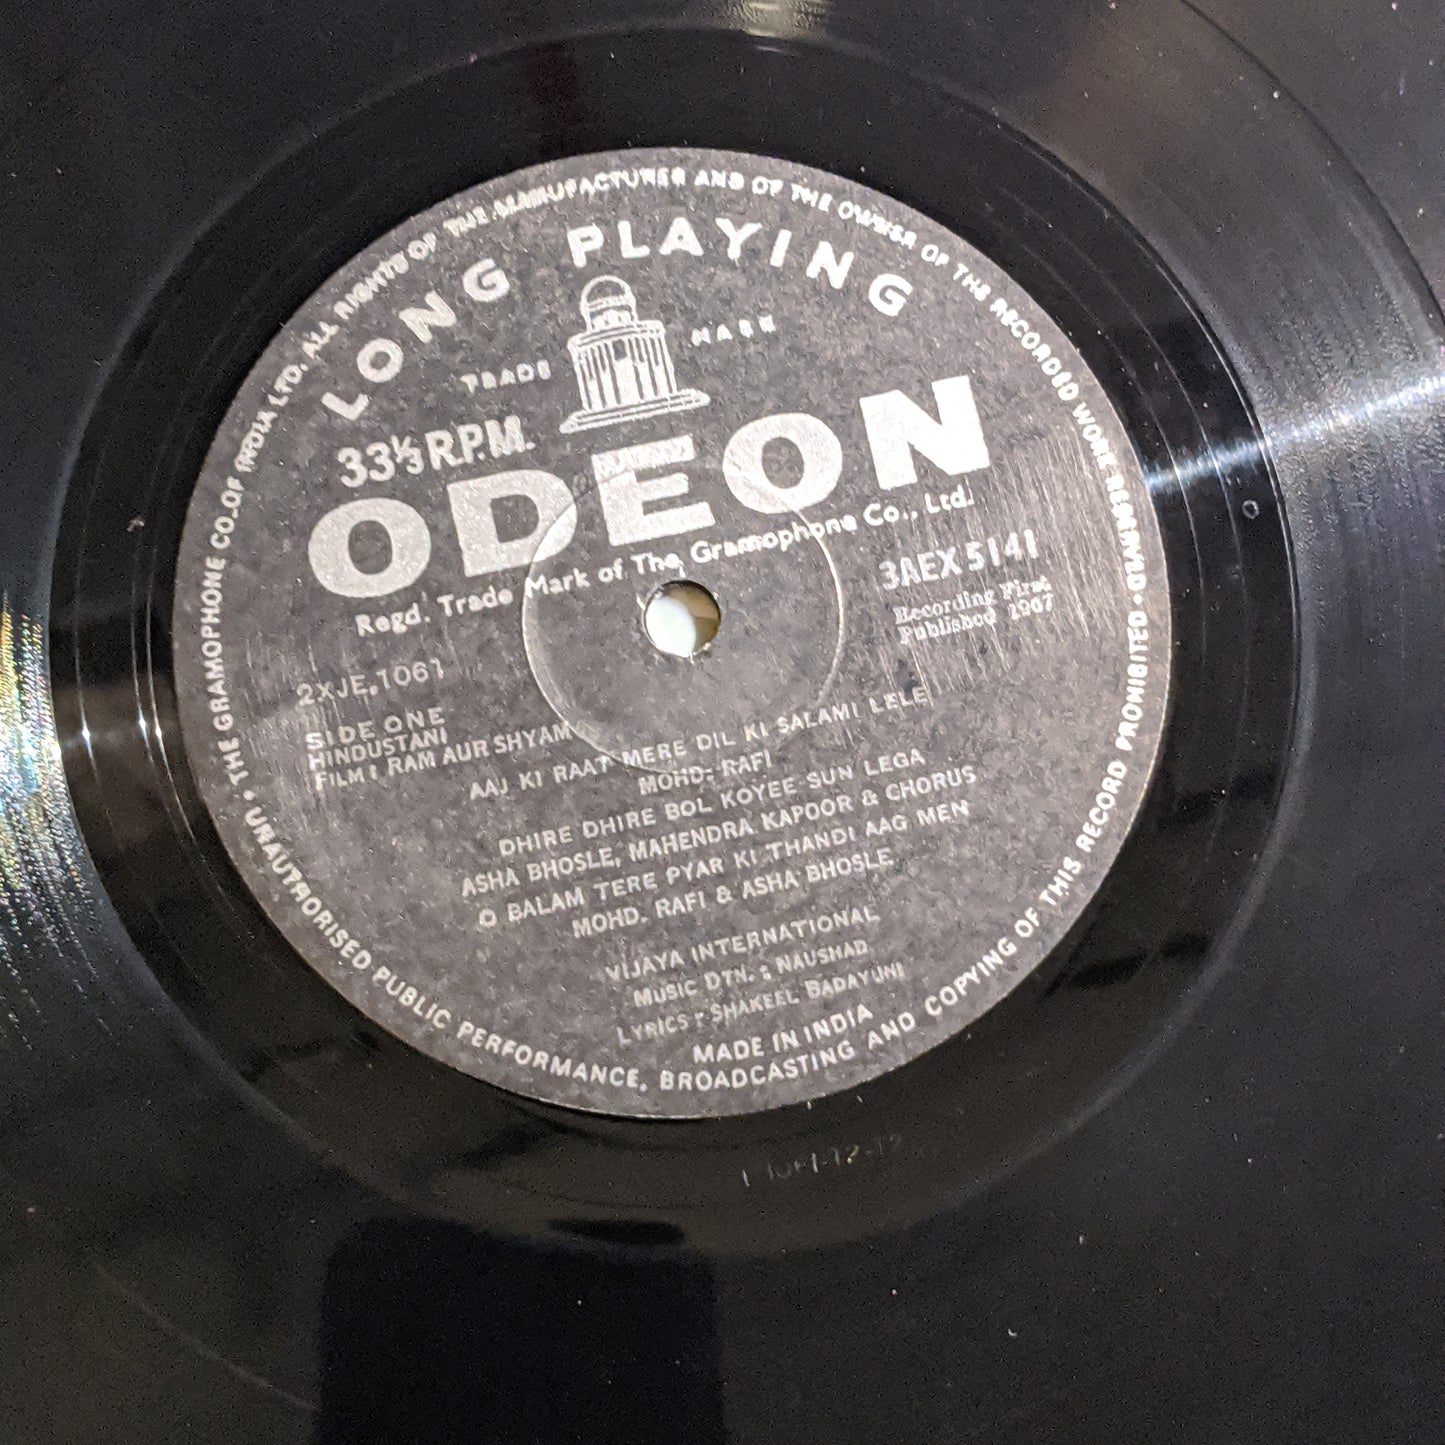 • THE GRAMOPHONE CO. OF INDIA LTD. ALL RIGHTS OF THE MANUFACTURER AND OF THE OWNER OF THE RECORDED WORK RESERVED •
LONG PLAYING
TRADE MARK
33⅓ R.P.M.
ODEON
Regd. Trade Mark of The Gramophone Co., Ltd.
3AEX 5141
Recording First
Published 1967
2XJE.1061
SIDE ONE
HINDUSTANI
FILM : RAM AUR SHYAM
AAJ KI RAAT MERE DIL KI SALAMI LELE
MOHD. RAFI
DHIRE DHIRE BOL KOYEE SUN LEGA
ASHA BHOSLE, MAHENDRA KAPOOR & CHORUS
O BALAM TERE PYAR KI THANDI AAG MEN
MOHD. RAFI & ASHA BHOSLE
VIJAYA INTERNATIONAL
MUSIC DTN. : NAUSHAD
LYRICS : SHAKEEL BADAYUNI
MADE IN INDIA
UNAUTHORISED PUBLIC PERFORMANCE, BROADCASTING AND COPYING OF THIS RECORD PROHIBITED